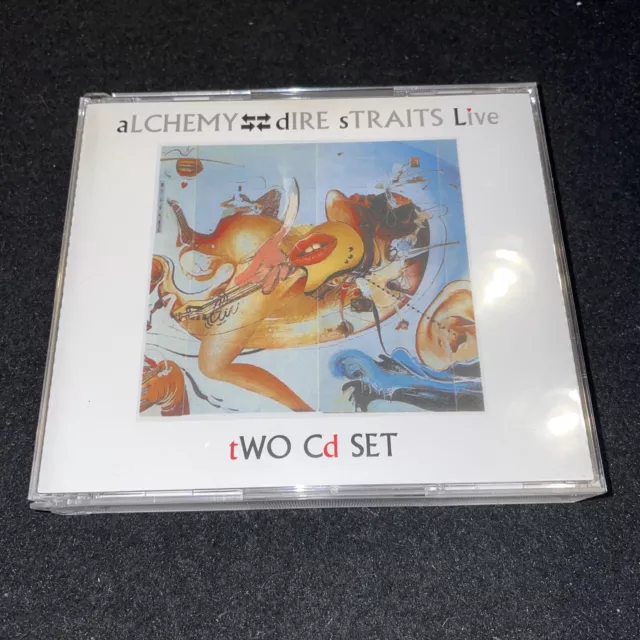 aLCHEMY dIRE sTRAITS Live
tWO Cd SET